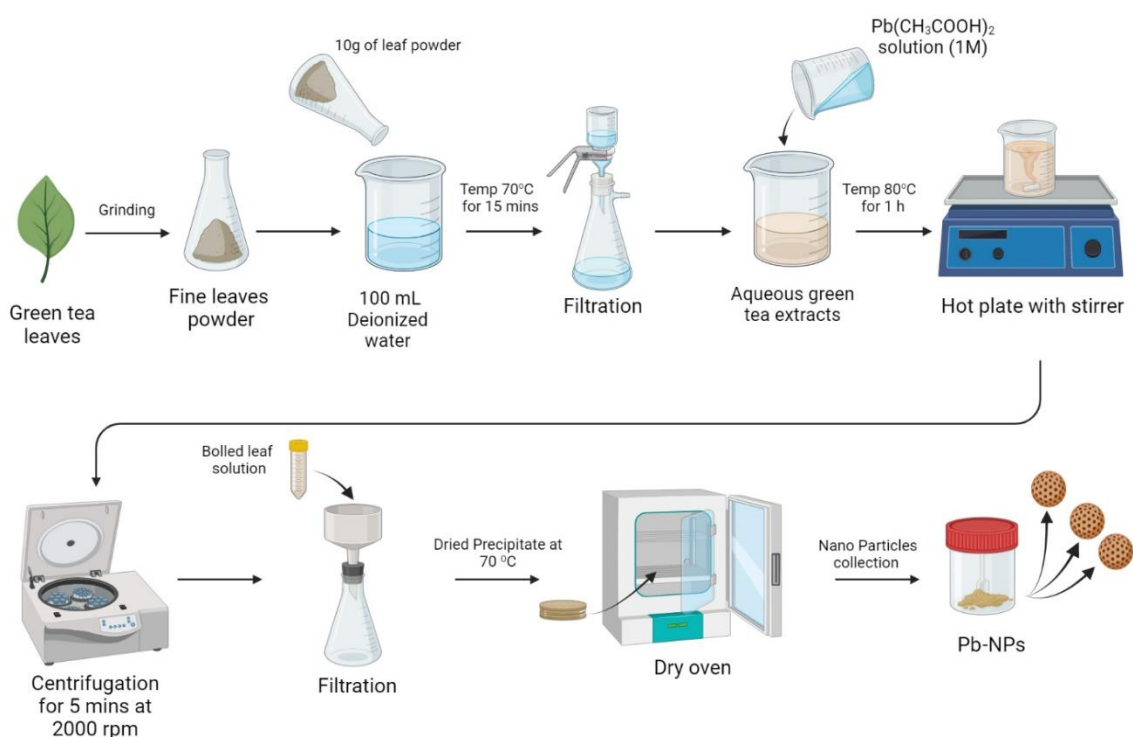 10g of leaf powder
Pb(CH₃COOH)₂
solution (1M)
Grinding
Temp 70⁰C
for 15 mins
Temp 80⁰C
for 1 h
Green tea
leaves
Fine leaves
powder
100 mL
Deionized
water
Filtration
Aqueous green
tea extracts
Hot plate with stirrer
Bolled leaf
solution
Dried Precipitate at
70 ⁰C
Nano Particles
collection
Centrifugation
for 5 mins at
2000 rpm
Filtration
Dry oven
Pb-NPs